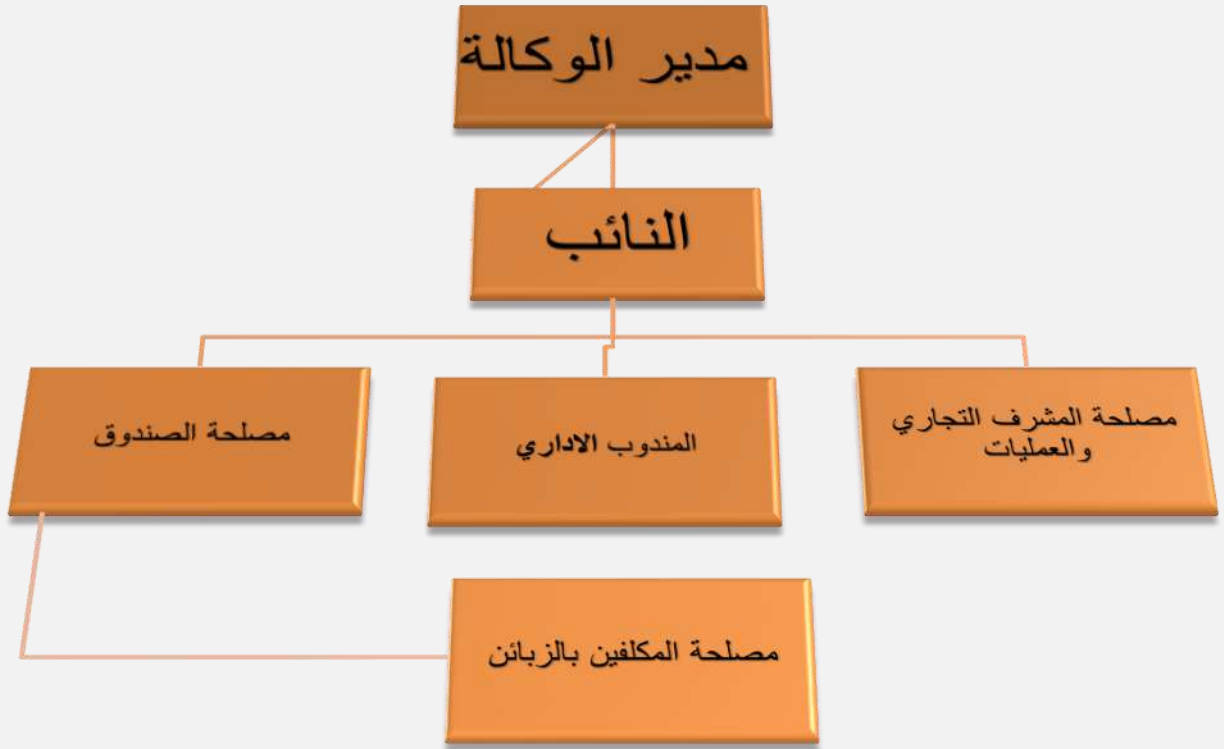 مدير الوكالة
النائب
مصلحة المشرف التجاري
والعمليات
المندوب الاداري
مصلحة الصندوق
مصلحة المكلفين بالزبائن